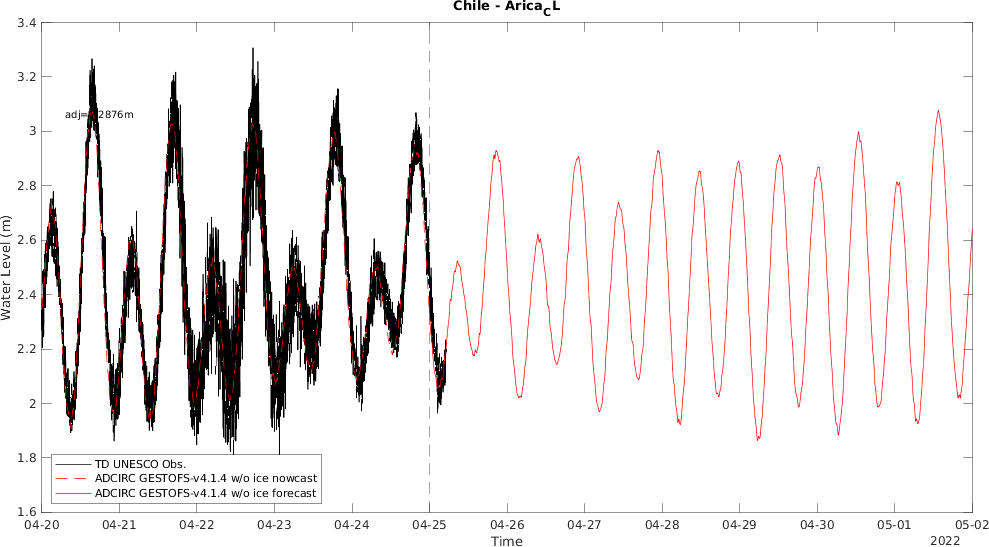 Chile - Arica_CL
3.4
3.2
3
2.8
2.6
2.4
2.2
2
1.8
1.6
Water Level (m)
2876m
TD UNESCO Obs.
ADCIRC GESTOFS-v4.1.4 w/o ice nowcast
ADCIRC GESTOFS-v4.1.4 w/o ice forecast
04-20 04-21 04-22 04-23 04-24 04-25 04-26 04-27 04-28 04-29 04-30 05-01 05-02
Time
2022